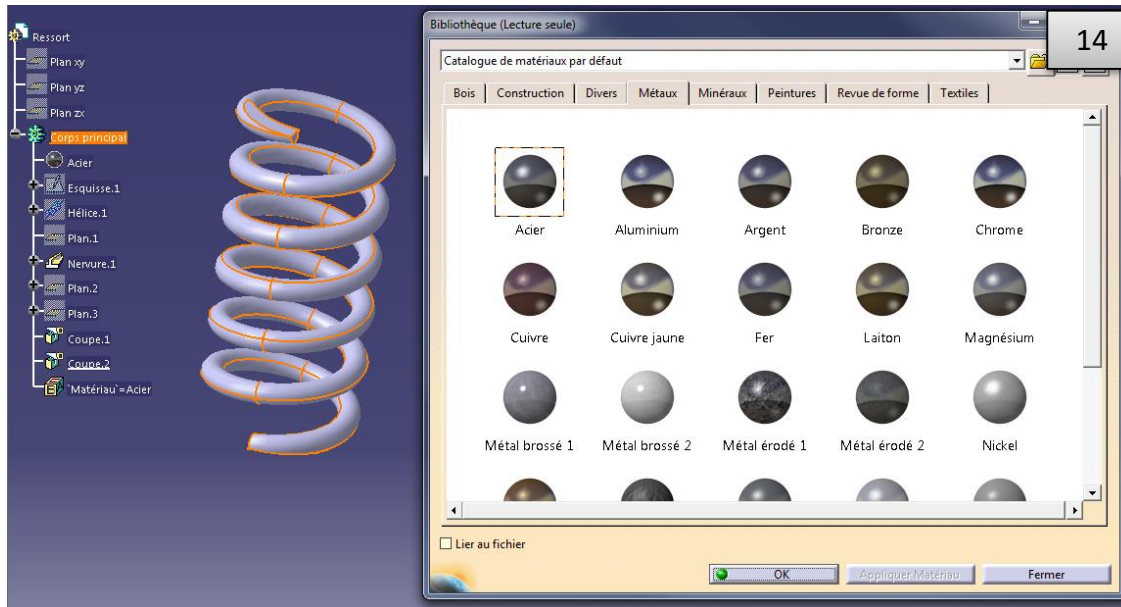 Ressort
Plan xy
Plan yz
Plan zx
Corps principal
Acier
Esquisse.1
Hélice.1
Plan.1
Nervure.1
Plan.2
Plan.3
Coupe.1
Coupe.2
`Matériau`=Acier
Bibliothèque (Lecture seule)
14
Catalogue de matériaux par défaut
Bois Construction Divers Métaux Minéraux Peintures Revue de forme Textiles
Acier Aluminium Argent Bronze Chrome
Cuivre Cuivre jaune Fer Laiton Magnésium
Métal brossé 1 Métal brossé 2 Métal érodé 1 Métal érodé 2 Nickel
Lier au fichier
OK Appliquer Matériau Fermer